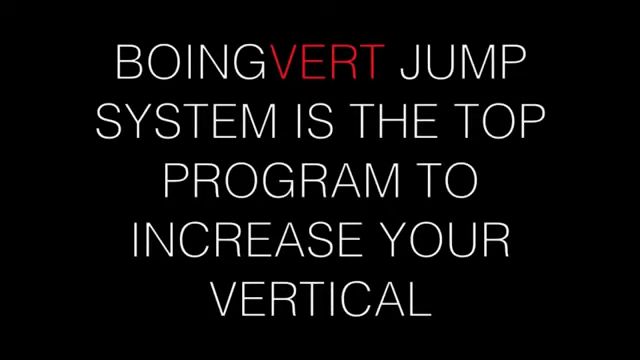 BOINGVERT JUMP
SYSTEM IS THE TOP
PROGRAM TO
INCREASE YOUR
VERTICAL